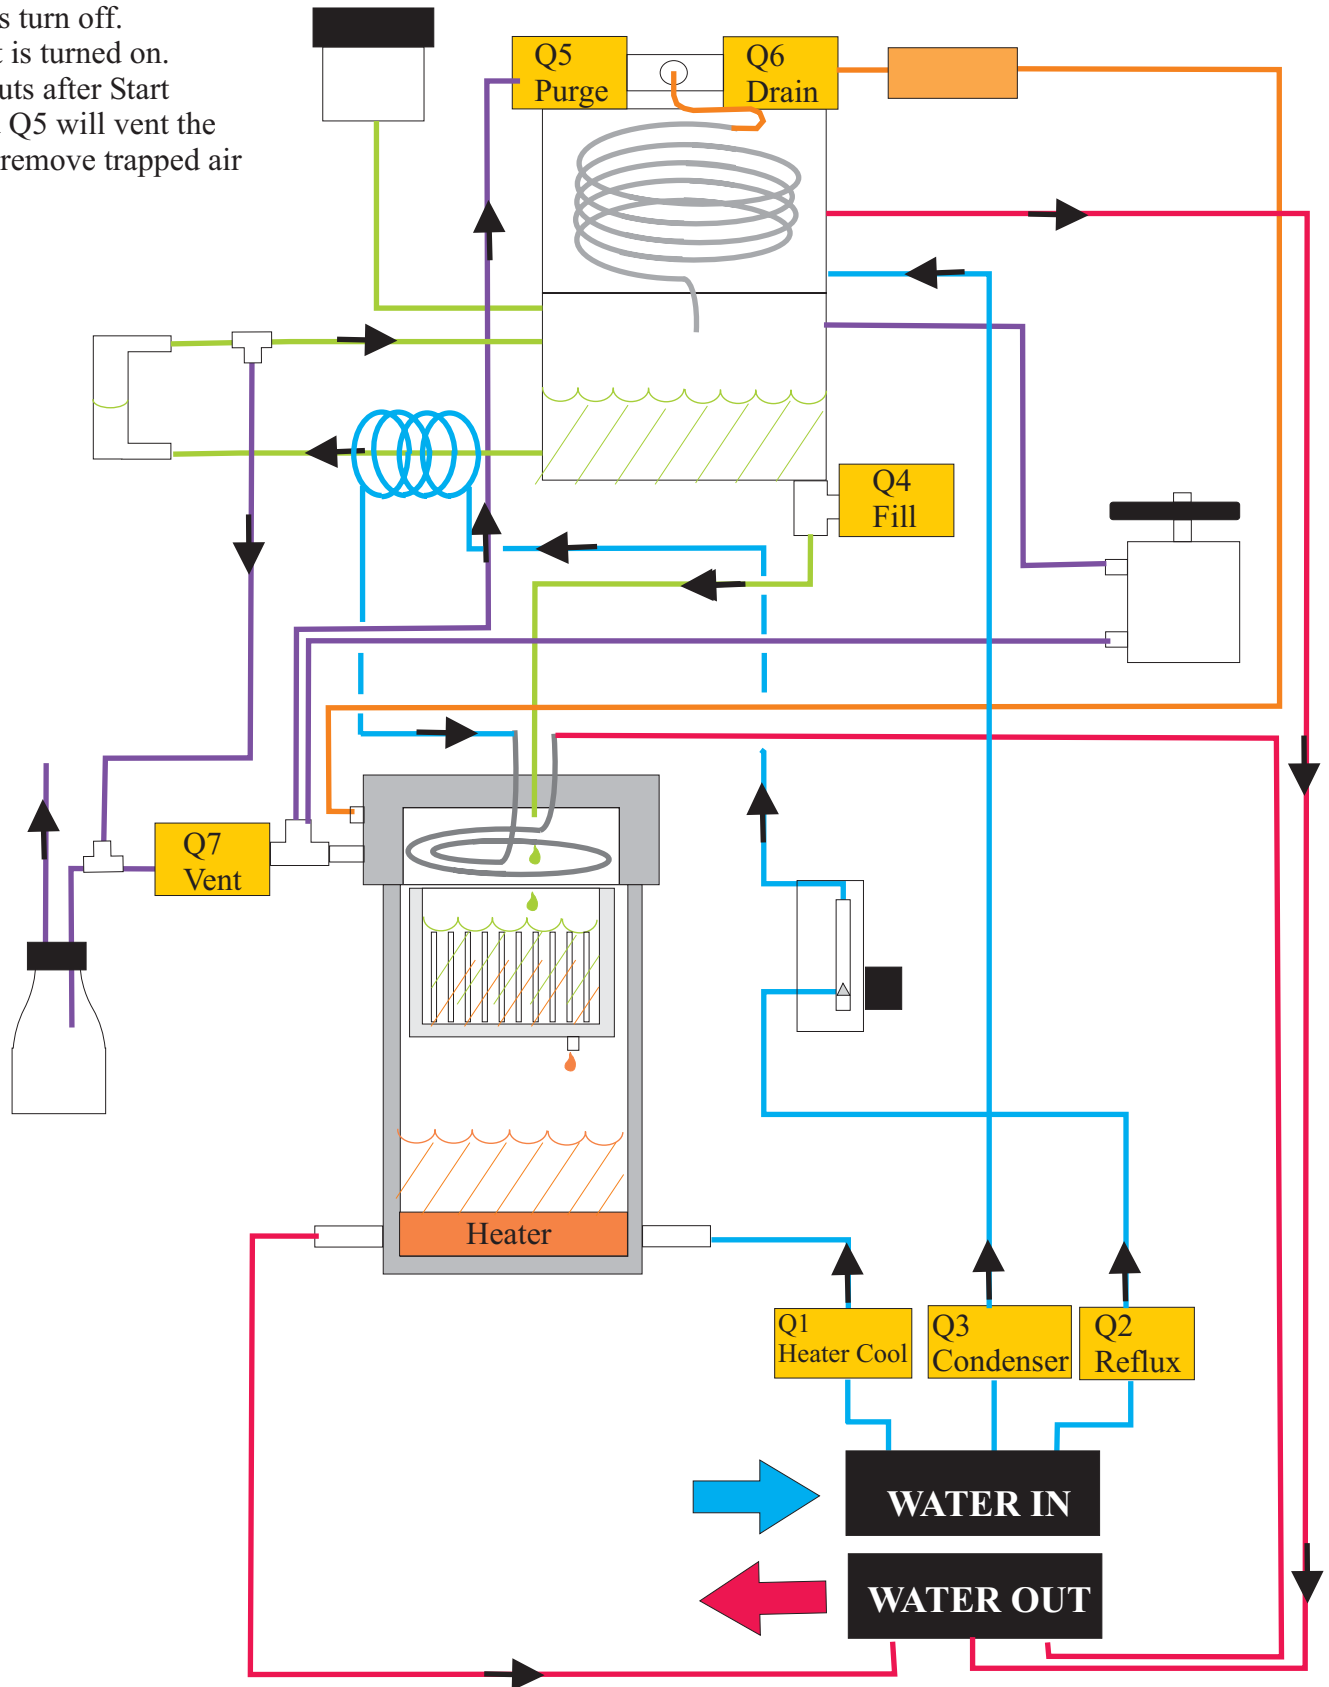 s turn off.
t is turned on.
uts after Start
Q5 will vent the
remove trapped air
Q5
Purge
Q6
Drain
Q4
Fill
Q7
Vent
Heater
Q1
Heater Cool
Q3
Condenser
Q2
Reflux
WATER IN
WATER OUT